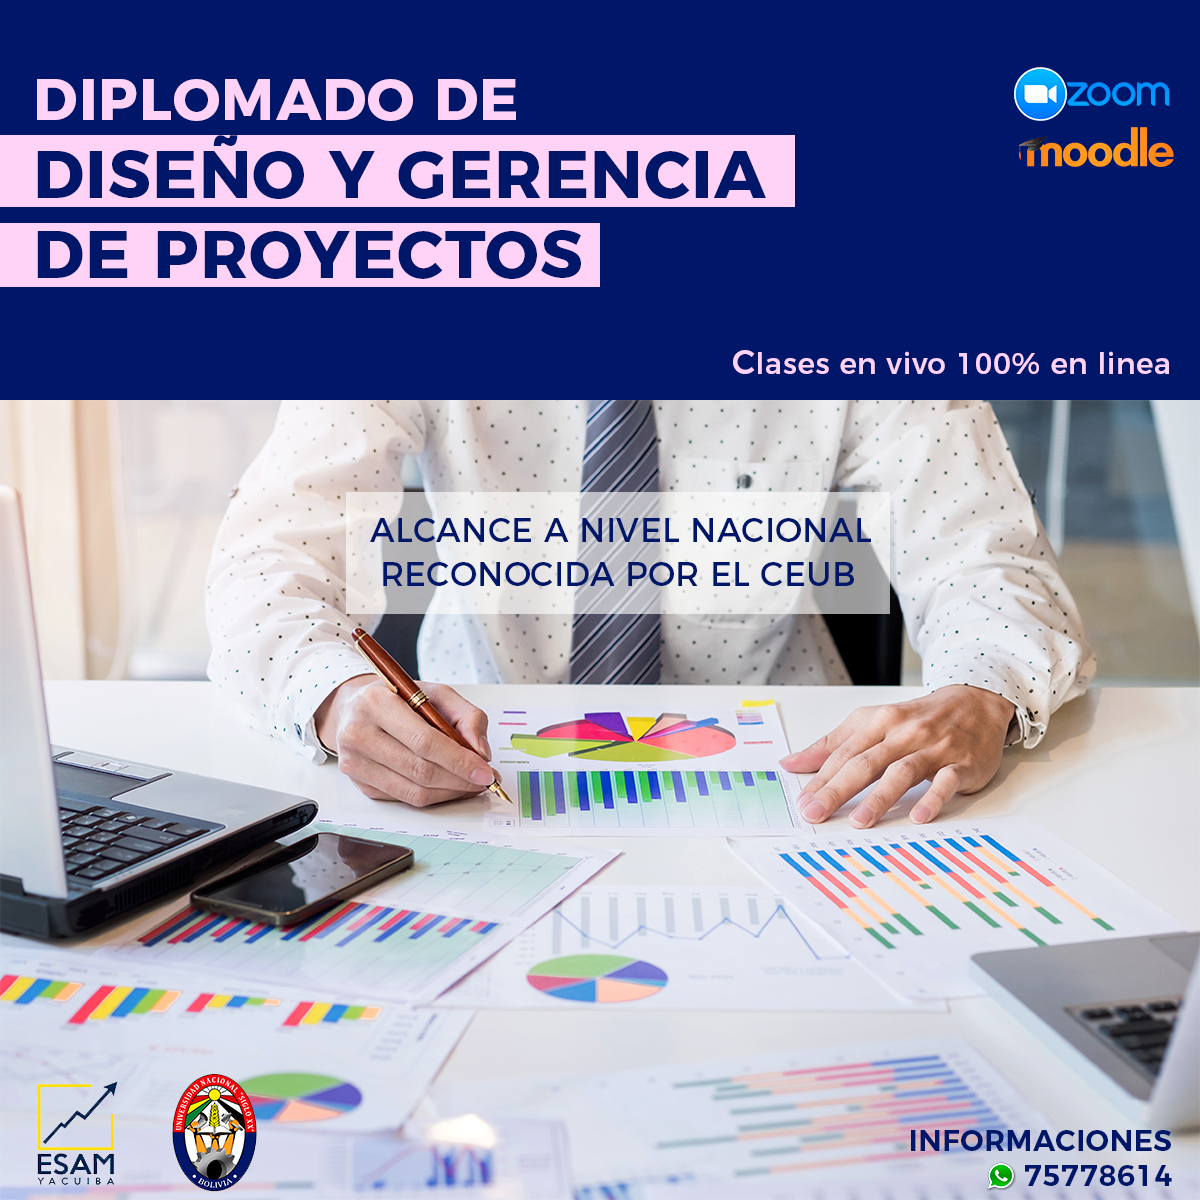 DIPLOMADO DE
DISEÑO Y GERENCIA
DE PROYECTOS
zoom
moodle
Clases en vivo 100% en linea
ALCANCE A NIVEL NACIONAL
RECONOCIDA POR EL CEUB
ESAM
YACUIBA
UNIVERSIDAD NACIONAL "SIGLO XX"
BOLIVIA
INFORMACIONES
75778614